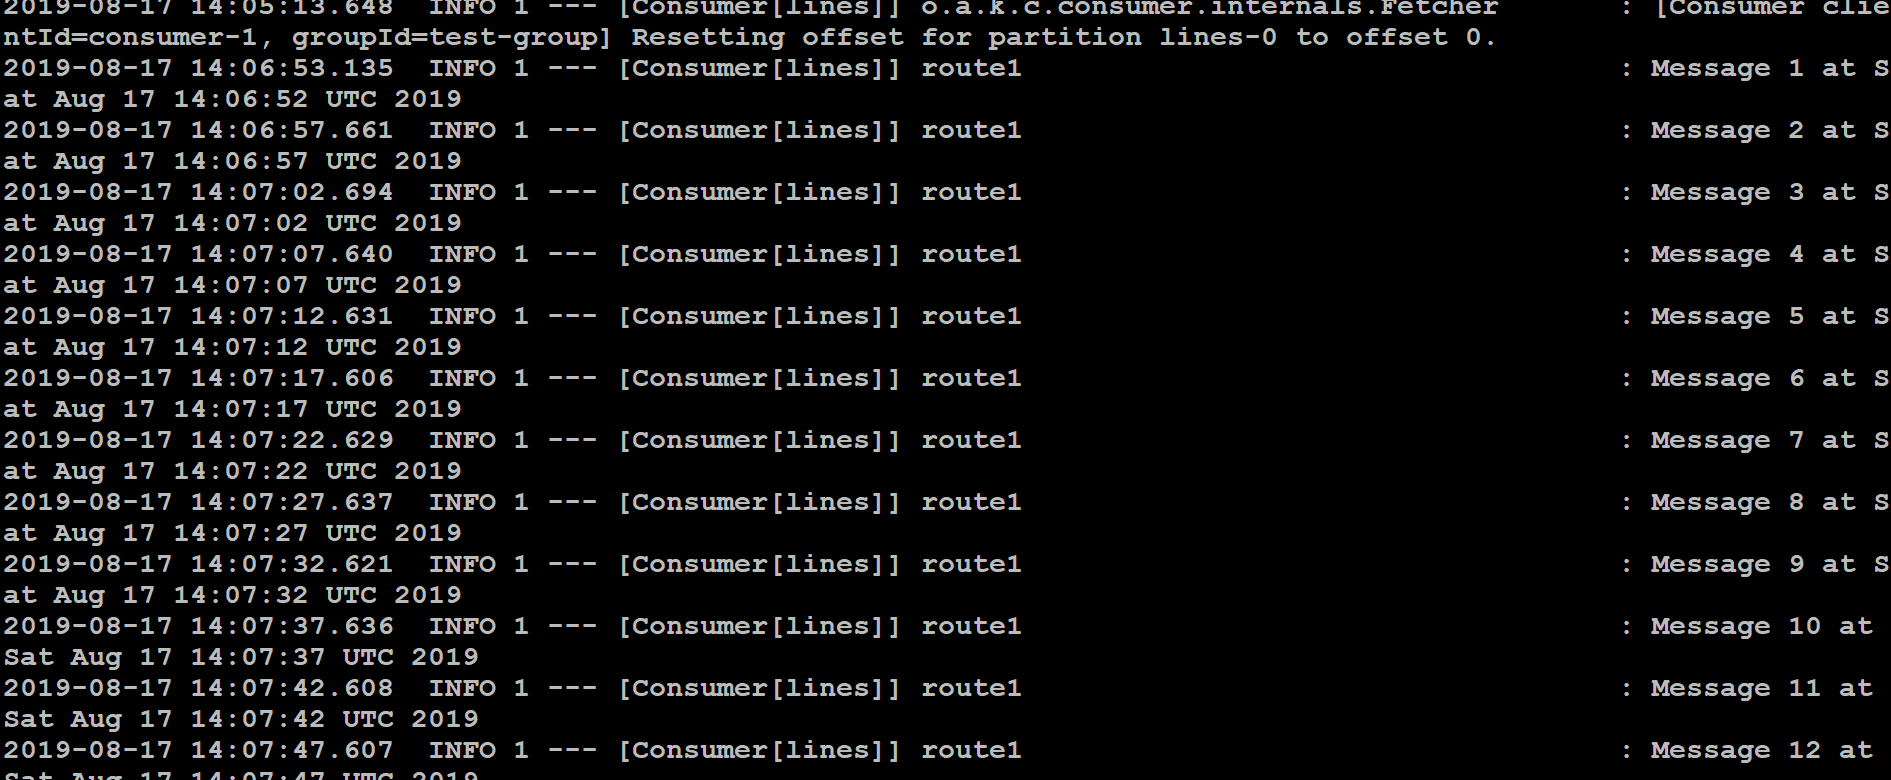 2019-08-17 14:05:13.648  INFO 1 --- [Consumer[lines]] o.a.k.c.consumer.internals.Fetcher       : [Consumer clie
ntId=consumer-1, groupId=test-group] Resetting offset for partition lines-0 to offset 0.
2019-08-17 14:06:53.135  INFO 1 --- [Consumer[lines]] route1                                   : Message 1 at S
at Aug 17 14:06:52 UTC 2019
2019-08-17 14:06:57.661  INFO 1 --- [Consumer[lines]] route1                                   : Message 2 at S
at Aug 17 14:06:57 UTC 2019
2019-08-17 14:07:02.694  INFO 1 --- [Consumer[lines]] route1                                   : Message 3 at S
at Aug 17 14:07:02 UTC 2019
2019-08-17 14:07:07.640  INFO 1 --- [Consumer[lines]] route1                                   : Message 4 at S
at Aug 17 14:07:07 UTC 2019
2019-08-17 14:07:12.631  INFO 1 --- [Consumer[lines]] route1                                   : Message 5 at S
at Aug 17 14:07:12 UTC 2019
2019-08-17 14:07:17.606  INFO 1 --- [Consumer[lines]] route1                                   : Message 6 at S
at Aug 17 14:07:17 UTC 2019
2019-08-17 14:07:22.629  INFO 1 --- [Consumer[lines]] route1                                   : Message 7 at S
at Aug 17 14:07:22 UTC 2019
2019-08-17 14:07:27.637  INFO 1 --- [Consumer[lines]] route1                                   : Message 8 at S
at Aug 17 14:07:27 UTC 2019
2019-08-17 14:07:32.621  INFO 1 --- [Consumer[lines]] route1                                   : Message 9 at S
at Aug 17 14:07:32 UTC 2019
2019-08-17 14:07:37.636  INFO 1 --- [Consumer[lines]] route1                                   : Message 10 at
Sat Aug 17 14:07:37 UTC 2019
2019-08-17 14:07:42.608  INFO 1 --- [Consumer[lines]] route1                                   : Message 11 at
Sat Aug 17 14:07:42 UTC 2019
2019-08-17 14:07:47.607  INFO 1 --- [Consumer[lines]] route1                                   : Message 12 at
Sat Aug 17 14:07:47 UTC 2019